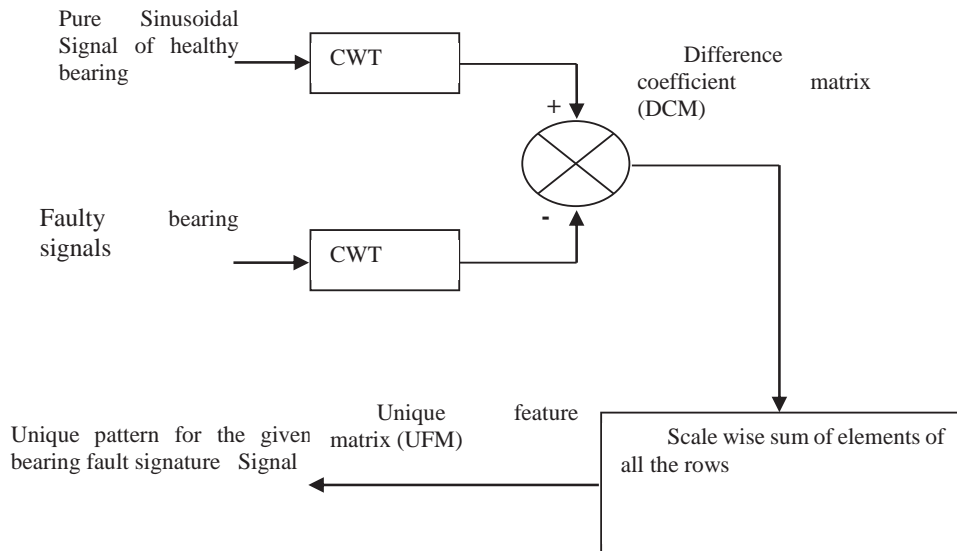 Pure Sinusoidal
Signal of healthy
bearing
CWT
Difference
coefficient matrix
(DCM)
+
-
Faulty bearing
signals
CWT
Unique feature
matrix (UFM)
Unique pattern for the given
bearing fault signature Signal
Scale wise sum of elements of
all the rows